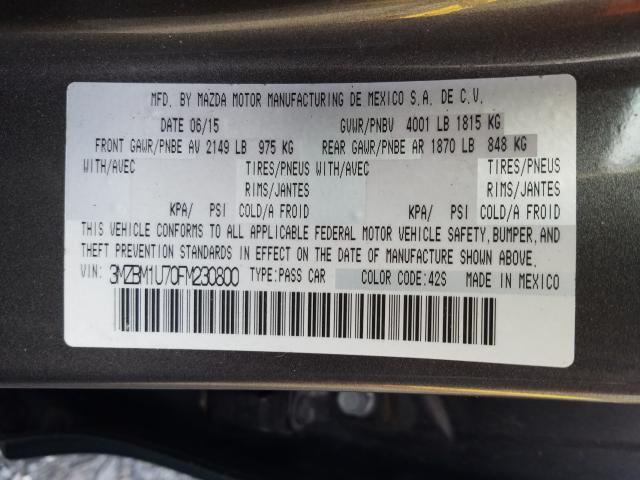 MFD. BY MAZDA MOTOR MANUFACTURING DE MEXICO S.A. DE C.V.
DATE 06/15 GVWR/PNBV 4001 LB 1815 KG
FRONT GAWR/PNBE AV 2149 LB 975 KG REAR GAWR/PNBE AR 1870 LB 848 KG
WITH/AVEC TIRES/PNEUS WITH/AVEC TIRES/PNEUS
RIMS/JANTES RIMS/JANTES
KPA/ PSI COLD/A FROID KPA/ PSI COLD/A FROID
THIS VEHICLE CONFORMS TO ALL APPLICABLE FEDERAL MOTOR VEHICLE SAFETY, BUMPER, AND
THEFT PREVENTION STANDARDS IN EFFECT ON THE DATE OF MANUFACTURE SHOWN ABOVE.
VIN: 3MZBM1U70FM230800 TYPE:PASS CAR COLOR CODE:42S MADE IN MEXICO